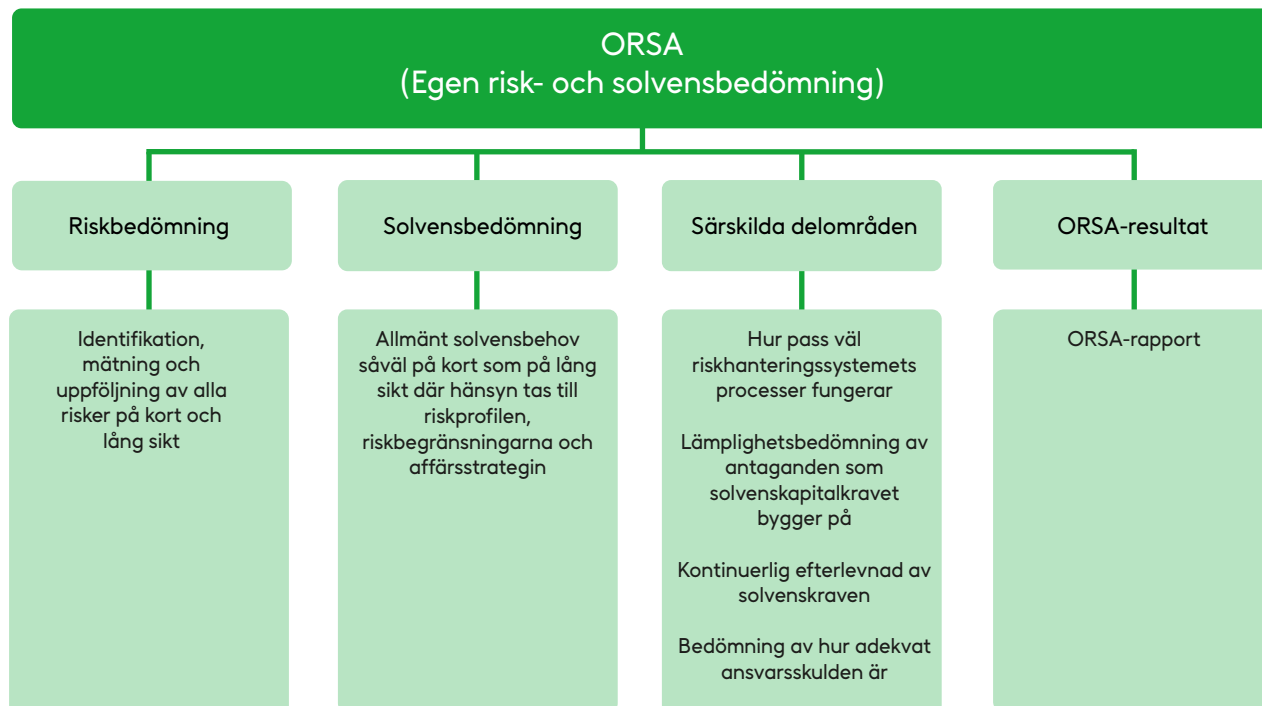 ORSA
(Egen risk- och solvensbedömning)
Riskbedömning
Identifikation,
mätning och
uppföljning av alla
risker på kort och
lång sikt
Solvensbedömning
Allmänt solvensbehov
såväl på kort som på lång
sikt där hänsyn tas till
riskprofilen,
riskbegränsningarna och
affärsstrategin
Särskilda delområden
Hur pass väl
riskhanteringssystemets
processer fungerar
Lämplighetsbedömning av
antaganden som
solvenskapitalkravet
bygger på
Kontinuerlig efterlevnad av
solvenskraven
Bedömning av hur adekvat
ansvarsskulden är
ORSA-resultat
ORSA-rapport